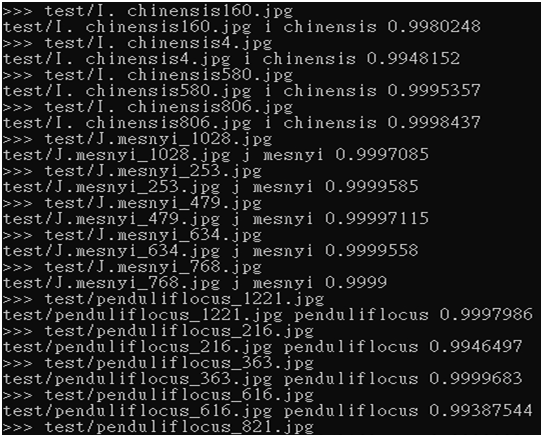 >>> test/I. chinensis160.jpg
test/I. chinensis160.jpg i chinensis 0.9980248
>>> test/I. chinensis4.jpg
test/I. chinensis4.jpg i chinensis 0.9948152
>>> test/I. chinensis580.jpg
test/I. chinensis580.jpg i chinensis 0.9995357
>>> test/I. chinensis806.jpg
test/I. chinensis806.jpg i chinensis 0.9998437
>>> test/J.mesnyi_1028.jpg
test/J.mesnyi_1028.jpg j mesnyi 0.9997085
>>> test/J.mesnyi_253.jpg
test/J.mesnyi_253.jpg j mesnyi 0.9999585
>>> test/J.mesnyi_479.jpg
test/J.mesnyi_479.jpg j mesnyi 0.99997115
>>> test/J.mesnyi_634.jpg
test/J.mesnyi_634.jpg j mesnyi 0.9999558
>>> test/J.mesnyi_768.jpg
test/J.mesnyi_768.jpg j mesnyi 0.9999
>>> test/penduliflocus_1221.jpg
test/penduliflocus_1221.jpg penduliflocus 0.9997986
>>> test/penduliflocus_216.jpg
test/penduliflocus_216.jpg penduliflocus 0.9946497
>>> test/penduliflocus_363.jpg
test/penduliflocus_363.jpg penduliflocus 0.9999683
>>> test/penduliflocus_616.jpg
test/penduliflocus_616.jpg penduliflocus 0.99387544
>>> test/penduliflocus_821.jpg